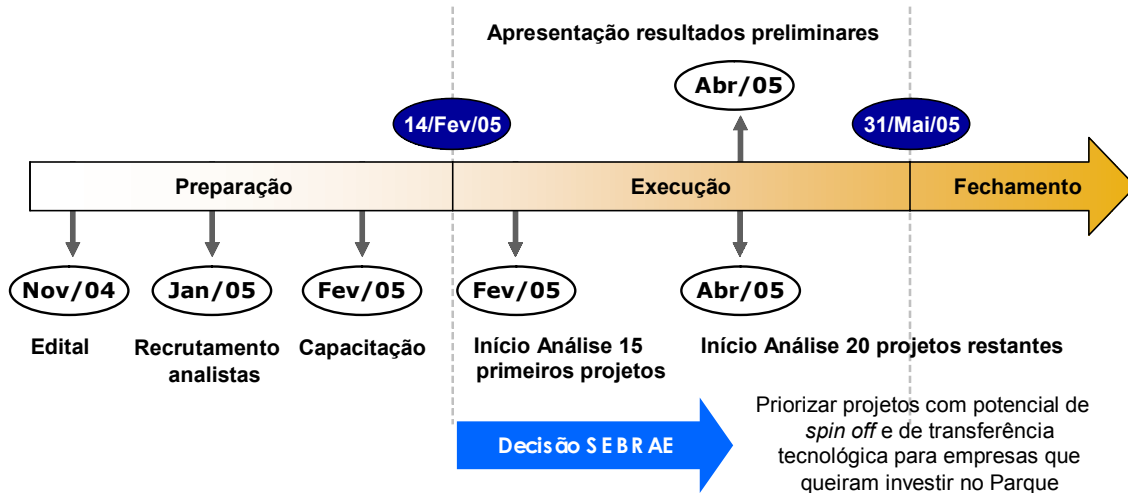 Apresentação resultados preliminares
Abr/05
14/Fev/05
31/Mai/05
Preparação
Execução
Fechamento
Nov/04
Jan/05
Fev/05
Fev/05
Abr/05
Edital
Recrutamento
analistas
Capacitação
Início Análise 15
primeiros projetos
Início Análise 20 projetos restantes
Decisão SEBRAE
Priorizar projetos com potencial de
spin off e de transferência
tecnológica para empresas que
queiram investir no Parque